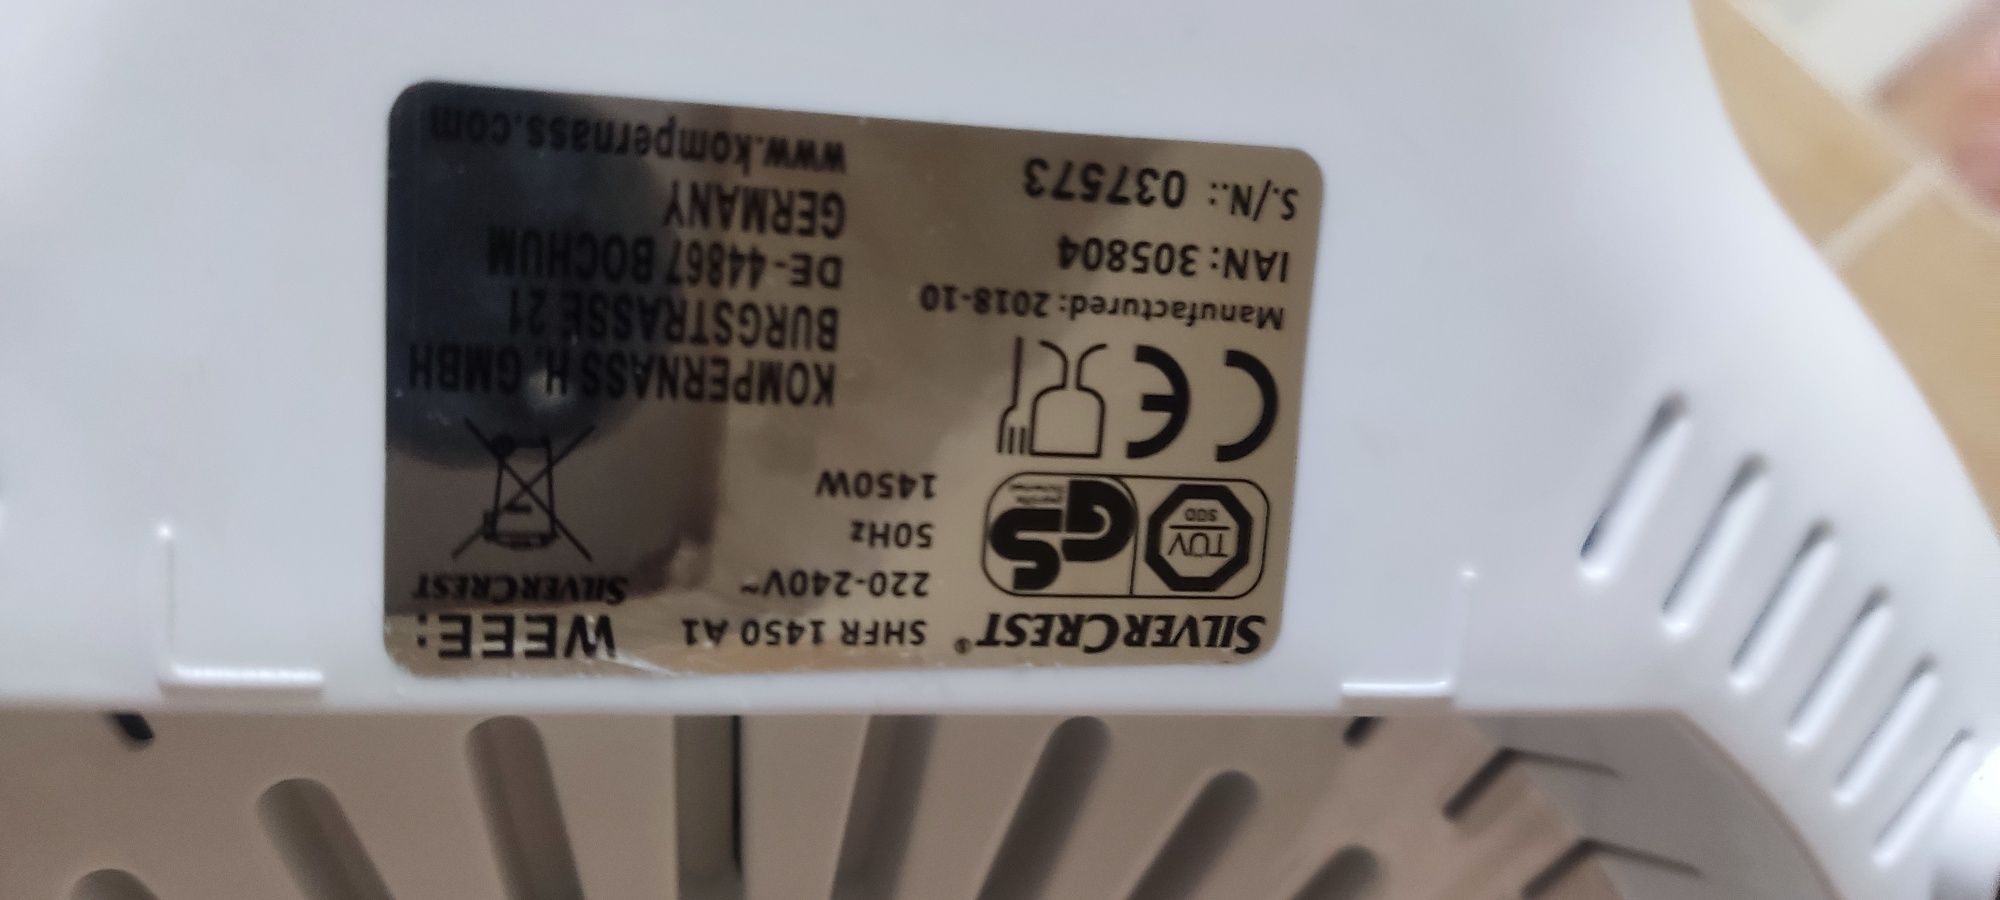 SILVERCREST®
SHFR 1450 A1
220-240V~
50Hz
1450W
TÜV
SÜD
GS
CE
Manufactured: 2018-10
IAN: 305804
S./N.: 037573
WEEE:
SILVERCREST
KOMPERNASS H. GMBH
BURGSTRASSE 21
DE-44867 BOCHUM
GERMANY
www.kompernass.com